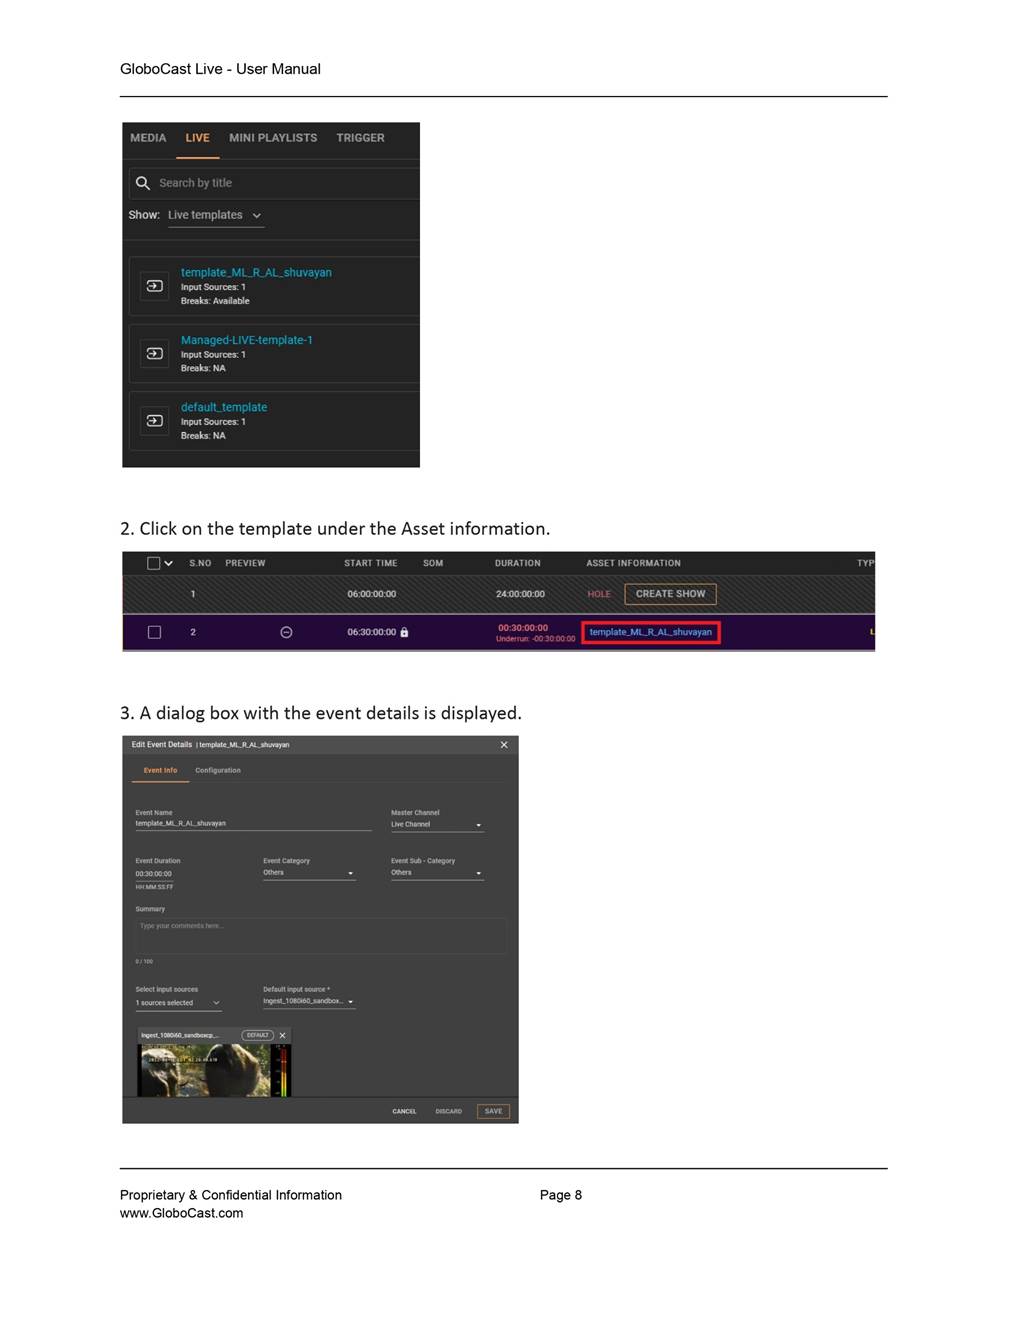 GloboCast Live - User Manual
MEDIA LIVE MINI PLAYLISTS TRIGGER
Search by title
Show: Live templates
template_ML_R_AL_shuvayan
Input Sources: 1
Breaks: Available
Managed-LIVE-template-1
Input Sources: 1
Breaks: NA
default_template
Input Sources: 1
Breaks: NA
2. Click on the template under the Asset information.
S.NO PREVIEW START TIME SOM DURATION ASSET INFORMATION TYP
1 06:00:00:00 24:00:00:00 HOLE CREATE SHOW
2 06:30:00:00 00:30:00:00 template_ML_R_AL_shuvayan L
Underrun: -00:30:00:00
3. A dialog box with the event details is displayed.
Edit Event Details | template_ML_R_AL_shuvayan
Event Info Configuration
Event Name Master Channel
template_ML_R_AL_shuvayan Live Channel
Event Duration Event Category Event Sub - Category
00:30:00:00 Others Others
HH:MM:SS:FF
Summary
Type your comments here...
0 / 100
Select input sources Default input source *
1 sources selected Ingest_1080i60_sandbox...
Ingest_1080i60_sandboxcp_... DEFAULT
CANCEL DISCARD SAVE
Proprietary & Confidential Information Page 8
www.GloboCast.com